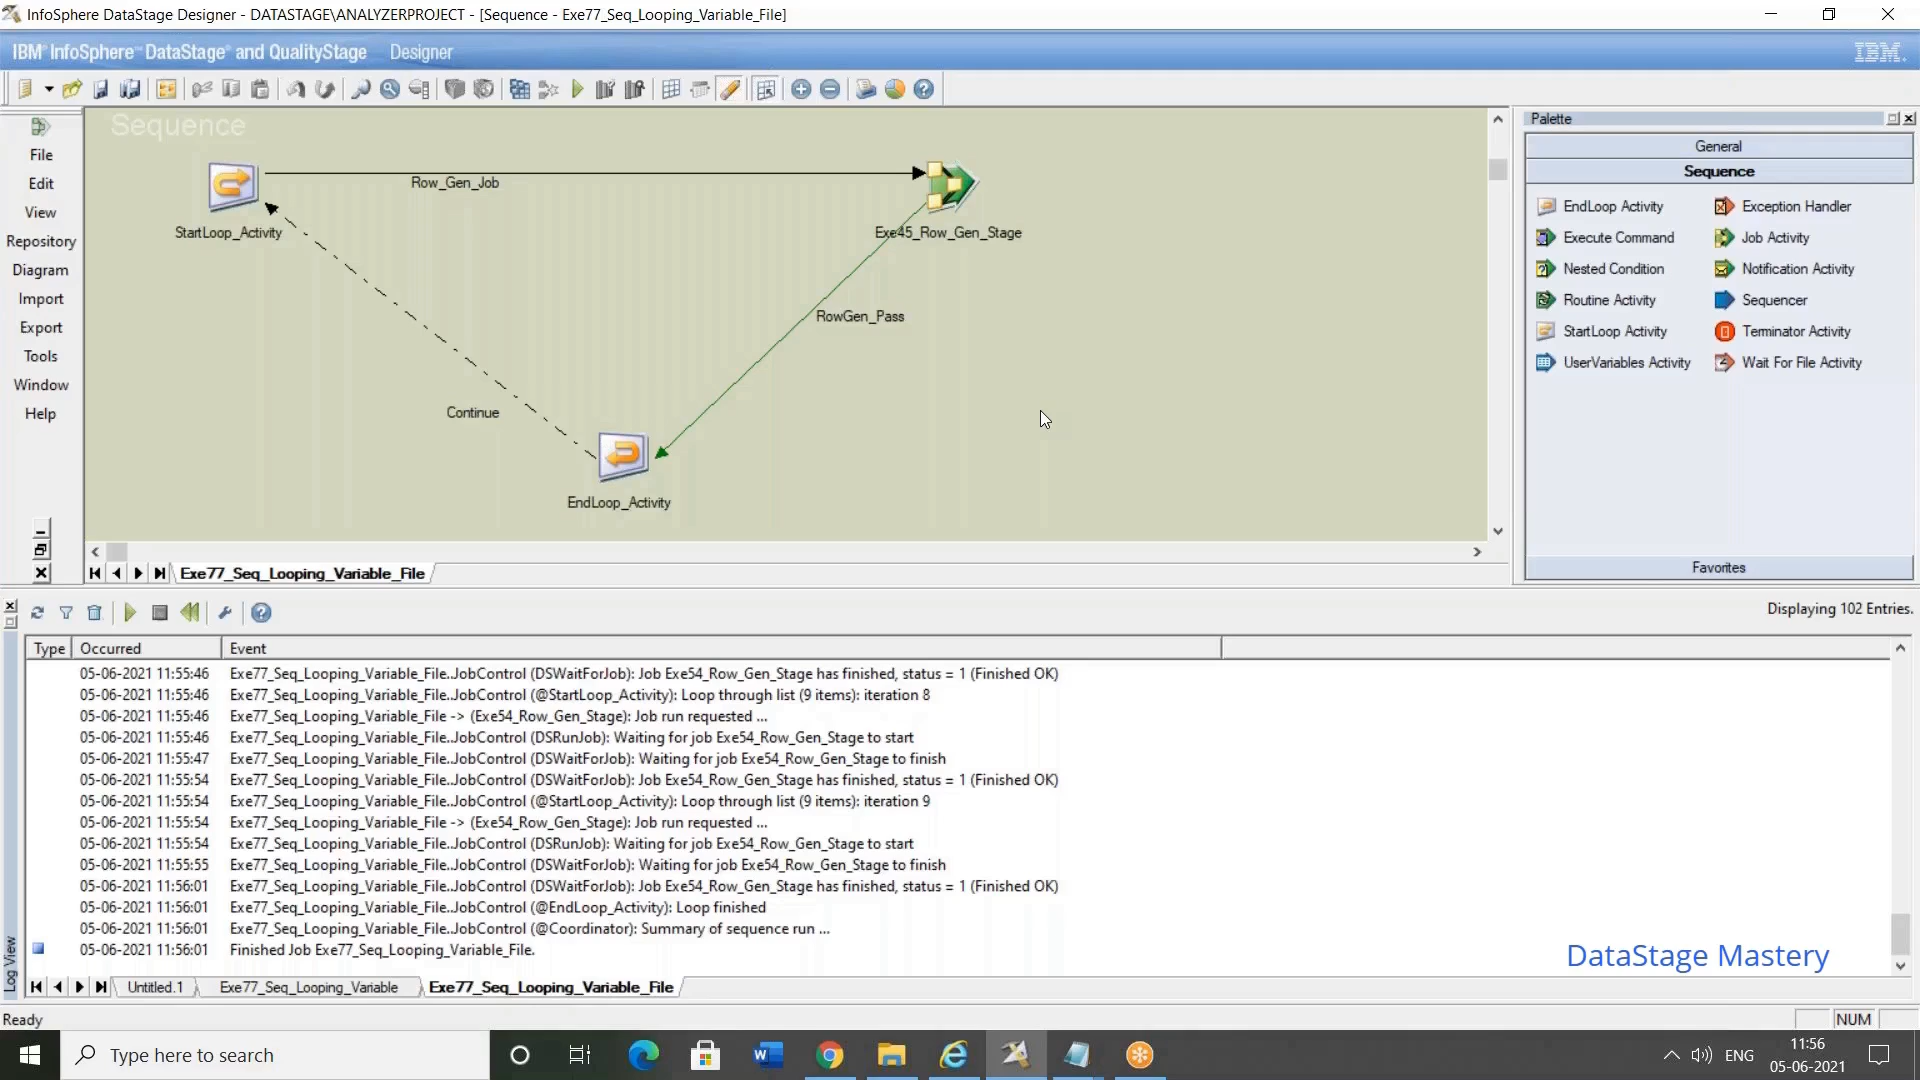 InfoSphere DataStage Designer - DATASTAGE\ANALYZERPROJECT - [Sequence - Exe77_Seq_Looping_Variable_File]
IBM InfoSphere DataStage and QualityStage Designer
IBM
Sequence
File
Edit
View
Repository
Diagram
Import
Export
Tools
Window
Help
Row_Gen_Job
StartLoop_Activity
Exe45_Row_Gen_Stage
RowGen_Pass
Continue
EndLoop_Activity
Exe77_Seq_Looping_Variable_File
Palette
General
Sequence
EndLoop Activity
Exception Handler
Execute Command
Job Activity
Nested Condition
Notification Activity
Routine Activity
Sequencer
StartLoop Activity
Terminator Activity
UserVariables Activity
Wait For File Activity
Favorites
Displaying 102 Entries.
Type Occurred Event
05-06-2021 11:55:46 Exe77_Seq_Looping_Variable_File..JobControl (DSWaitForJob): Job Exe54_Row_Gen_Stage has finished, status = 1 (Finished OK)
05-06-2021 11:55:46 Exe77_Seq_Looping_Variable_File..JobControl (@StartLoop_Activity): Loop through list (9 items): iteration 8
05-06-2021 11:55:46 Exe77_Seq_Looping_Variable_File -> (Exe54_Row_Gen_Stage): Job run requested ...
05-06-2021 11:55:46 Exe77_Seq_Looping_Variable_File..JobControl (DSRunJob): Waiting for job Exe54_Row_Gen_Stage to start
05-06-2021 11:55:47 Exe77_Seq_Looping_Variable_File..JobControl (DSWaitForJob): Waiting for job Exe54_Row_Gen_Stage to finish
05-06-2021 11:55:54 Exe77_Seq_Looping_Variable_File..JobControl (DSWaitForJob): Job Exe54_Row_Gen_Stage has finished, status = 1 (Finished OK)
05-06-2021 11:55:54 Exe77_Seq_Looping_Variable_File..JobControl (@StartLoop_Activity): Loop through list (9 items): iteration 9
05-06-2021 11:55:54 Exe77_Seq_Looping_Variable_File -> (Exe54_Row_Gen_Stage): Job run requested ...
05-06-2021 11:55:54 Exe77_Seq_Looping_Variable_File..JobControl (DSRunJob): Waiting for job Exe54_Row_Gen_Stage to start
05-06-2021 11:55:55 Exe77_Seq_Looping_Variable_File..JobControl (DSWaitForJob): Waiting for job Exe54_Row_Gen_Stage to finish
05-06-2021 11:56:01 Exe77_Seq_Looping_Variable_File..JobControl (DSWaitForJob): Job Exe54_Row_Gen_Stage has finished, status = 1 (Finished OK)
05-06-2021 11:56:01 Exe77_Seq_Looping_Variable_File..JobControl (@EndLoop_Activity): Loop finished
05-06-2021 11:56:01 Exe77_Seq_Looping_Variable_File..JobControl (@Coordinator): Summary of sequence run ...
05-06-2021 11:56:01 Finished Job Exe77_Seq_Looping_Variable_File.
DataStage Mastery
Log View
Untitled.1 Exe77_Seq_Looping_Variable Exe77_Seq_Looping_Variable_File
Ready
NUM
Type here to search
ENG
11:56
05-06-2021